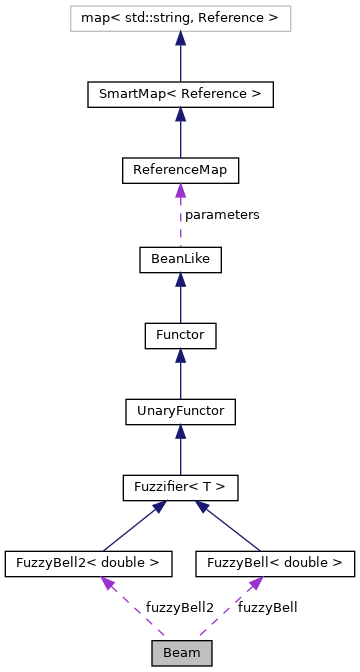 map< std::string, Reference >
SmartMap< Reference >
ReferenceMap
parameters
BeanLike
Functor
UnaryFunctor
Fuzzifier< T >
FuzzyBell2< double >
FuzzyBell< double >
fuzzyBell2
fuzzyBell
Beam